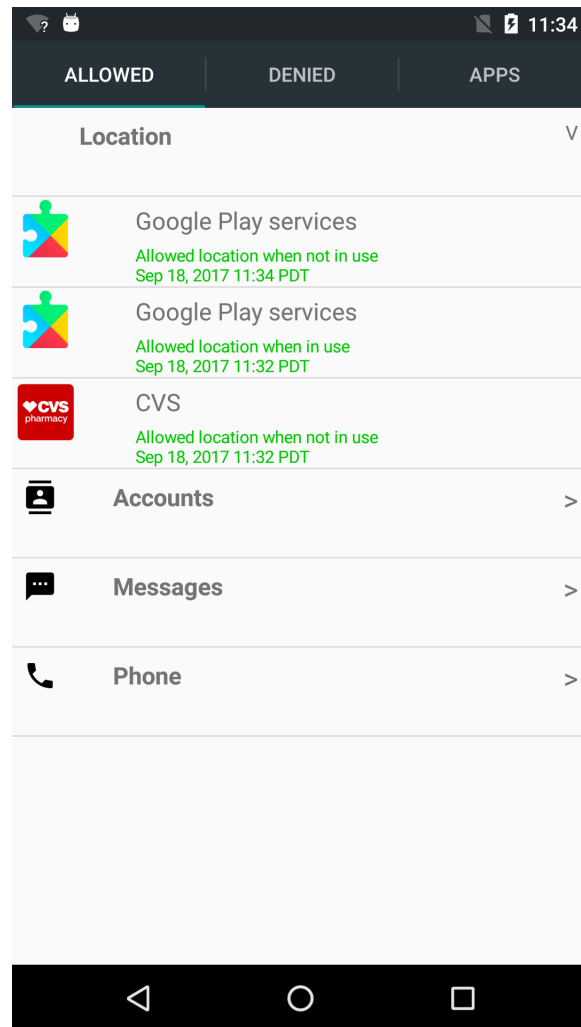 11:34
ALLOWED DENIED APPS
Location V
Google Play services
Allowed location when not in use
Sep 18, 2017 11:34 PDT
Google Play services
Allowed location when in use
Sep 18, 2017 11:32 PDT
CVS
CVS
pharmacy
Allowed location when not in use
Sep 18, 2017 11:32 PDT
Accounts >
Messages >
Phone >